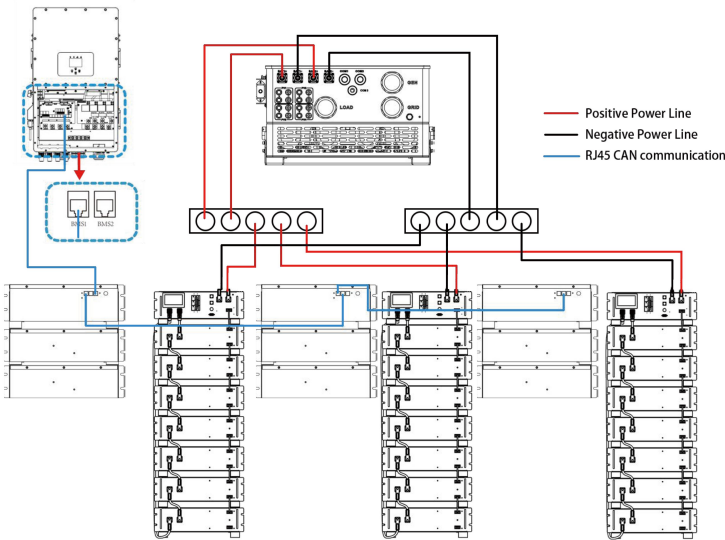 GEN
LOAD
GRID
Positive Power Line
Negative Power Line
RJ45 CAN communication
BMS1
BMS2